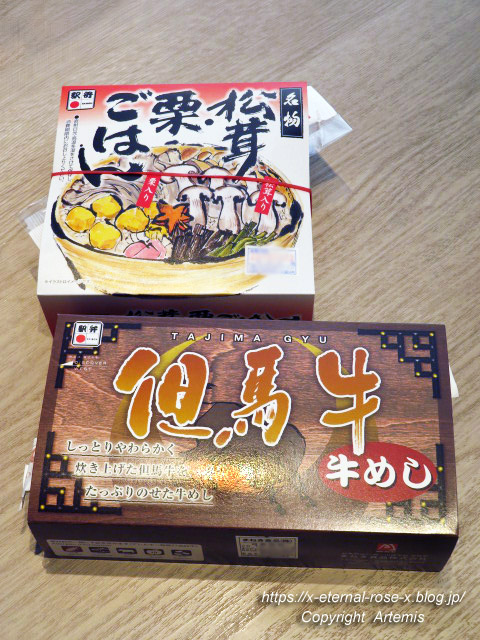 駅弁
名物
松茸
栗
ごはん
栗入り
松茸入り
駅弁
TAJIMA GYU
但馬牛
牛めし
しっとりやわらかく
炊き上げた但馬牛を
たっぷりのせた牛めし
https://x-eternal-rose-x.blog.jp/
Copyright Artemis